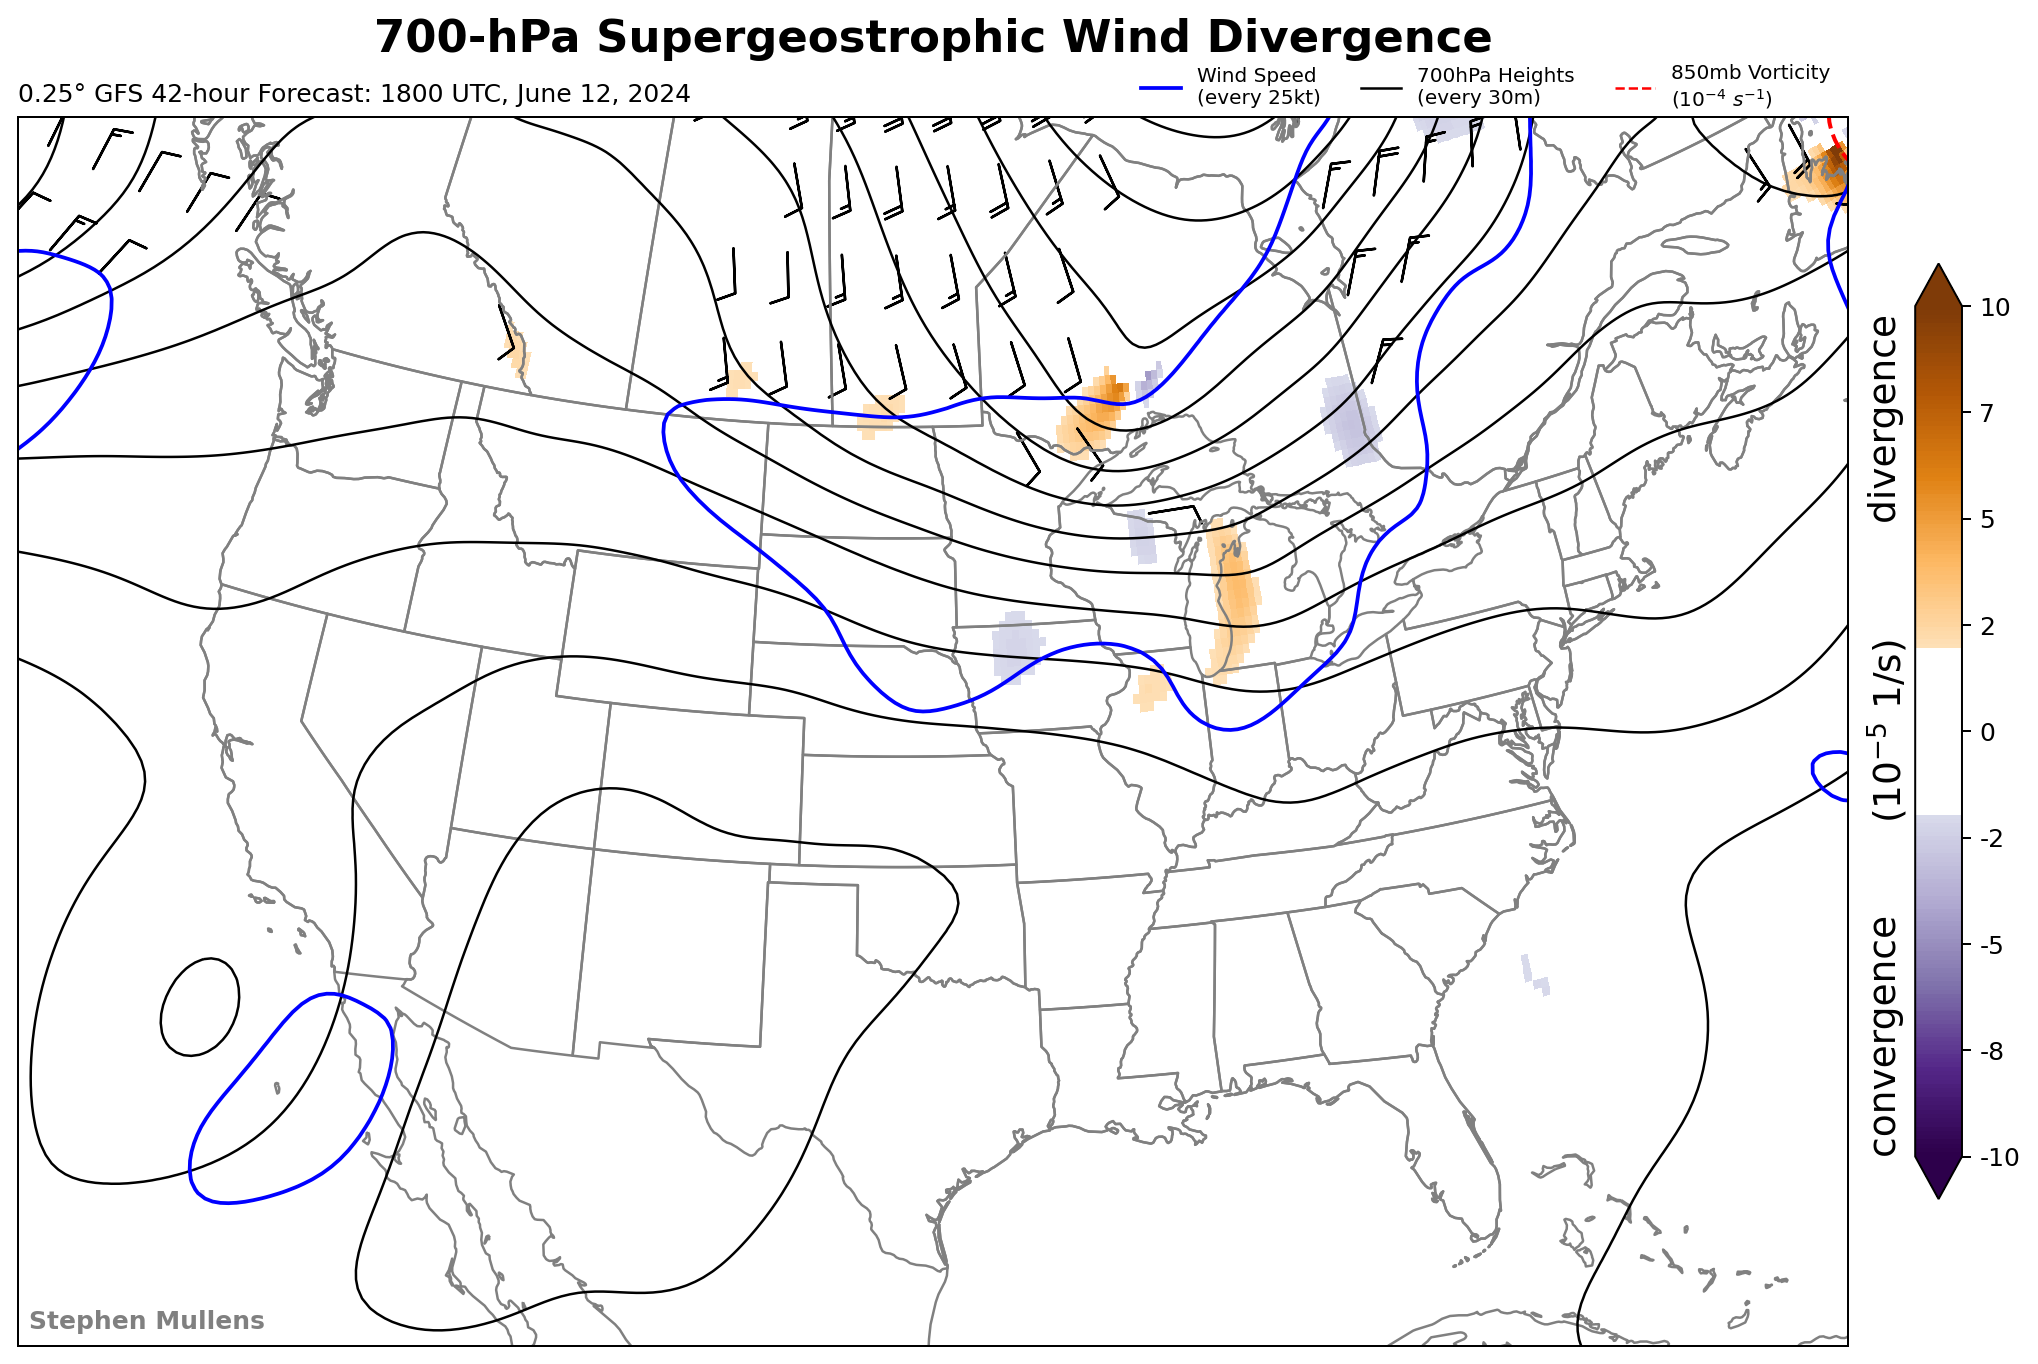 700-hPa Supergeostrophic Wind Divergence
0.25° GFS 42-hour Forecast: 1800 UTC, June 12, 2024
Wind Speed
(every 25kt)
700hPa Heights
(every 30m)
850mb Vorticity
(10⁻⁴ s⁻¹)
10
7
5
2
0
-2
-5
-8
-10
convergence (10⁻⁵ 1/s) divergence
Stephen Mullens